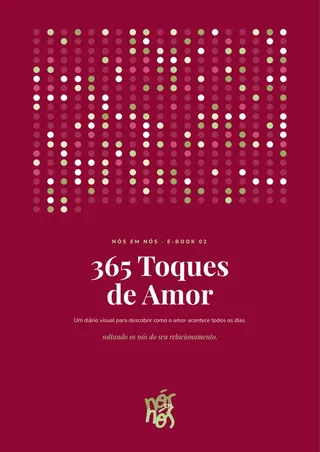 NÓS EM NÓS - E-BOOK 02
365 Toques
de Amor
Um diário visual para descobrir como o amor acontece todos os dias.
soltando os nós do seu relacionamento.
nós
em
nós